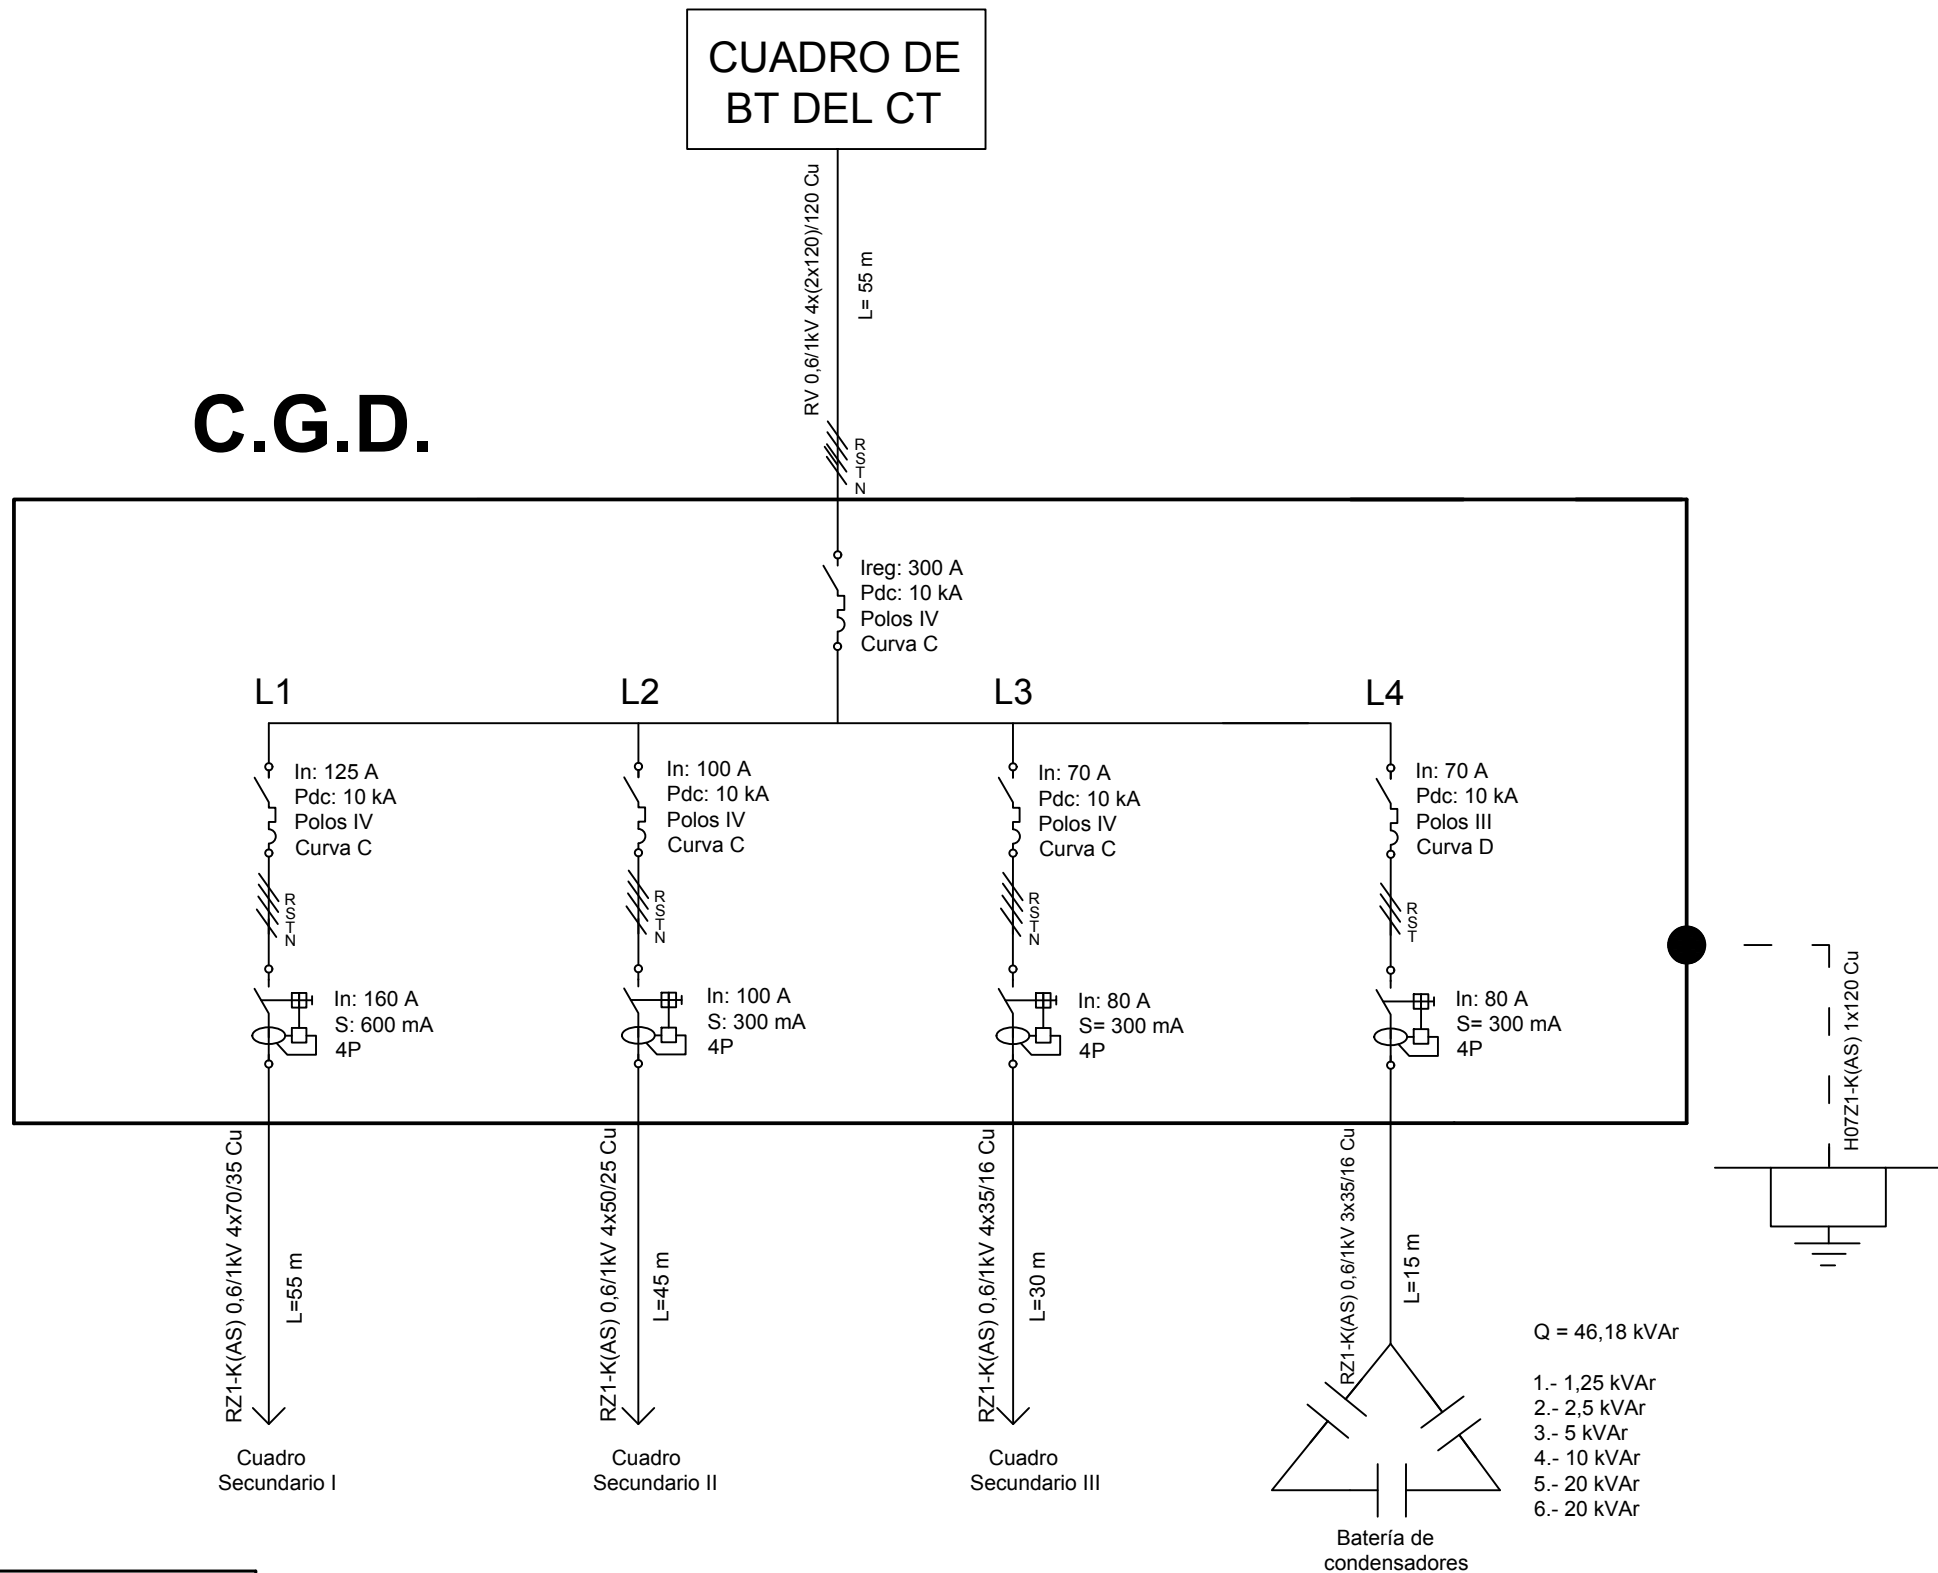 CUADRO DE
BT DEL CT
RV 0,6/1kV 4x(2x120)/120 Cu
L= 55 m
C.G.D.
R
S
T
N
Ireg: 300 A
Pdc: 10 kA
Polos IV
Curva C
L1
L2
L3
L4
In: 125 A
Pdc: 10 kA
Polos IV
Curva C
In: 100 A
Pdc: 10 kA
Polos IV
Curva C
In: 70 A
Pdc: 10 kA
Polos IV
Curva C
In: 70 A
Pdc: 10 kA
Polos III
Curva D
R
S
T
N
R
S
T
N
R
S
T
N
R
S
T
In: 160 A
S: 600 mA
4P
In: 100 A
S: 300 mA
4P
In: 80 A
S= 300 mA
4P
In: 80 A
S= 300 mA
4P
H07Z1-K(AS) 1x120 Cu
RZ1-K(AS) 0,6/1kV 4x70/35 Cu
L=55 m
RZ1-K(AS) 0,6/1kV 4x50/25 Cu
L=45 m
RZ1-K(AS) 0,6/1kV 4x35/16 Cu
L=30 m
RZ1-K(AS) 0,6/1kV 3x35/16 Cu
L=15 m
Q = 46,18 kVAr
1.- 1,25 kVAr
2.- 2,5 kVAr
3.- 5 kVAr
4.- 10 kVAr
5.- 20 kVAr
6.- 20 kVAr
Cuadro
Secundario I
Cuadro
Secundario II
Cuadro
Secundario III
Batería de
condensadores